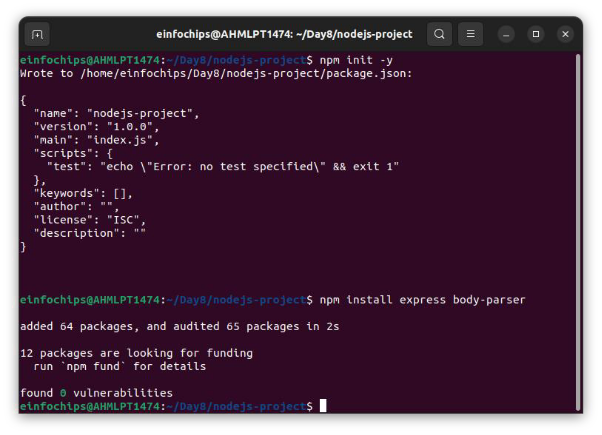 einfochips@AHMLPT1474: ~/Day8/nodejs-project
einfochips@AHMLPT1474:~/Day8/nodejs-project$ npm init -y
Wrote to /home/einfochips/Day8/nodejs-project/package.json:
{
  "name": "nodejs-project",
  "version": "1.0.0",
  "main": "index.js",
  "scripts": {
    "test": "echo \"Error: no test specified\" && exit 1"
  },
  "keywords": [],
  "author": "",
  "license": "ISC",
  "description": ""
}
einfochips@AHMLPT1474:~/Day8/nodejs-project$ npm install express body-parser
added 64 packages, and audited 65 packages in 2s
12 packages are looking for funding
  run `npm fund` for details
found 0 vulnerabilities
einfochips@AHMLPT1474:~/Day8/nodejs-project$